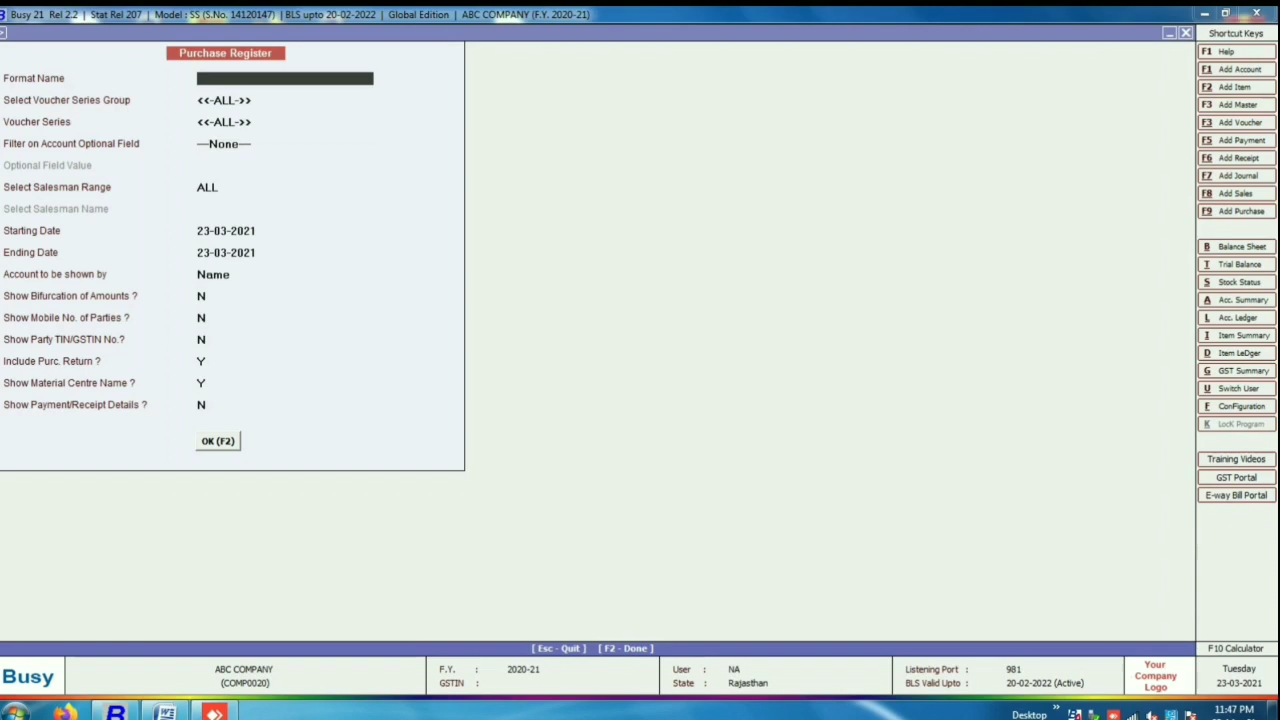 Busy 21 Rel 2.2 | Stat Rel 207 | Model : SS (S.No. 14120147) | BLS upto 20-02-2022 | Global Edition | ABC COMPANY (F.Y. 2020-21)
Purchase Register
Format Name
Select Voucher Series Group <<-ALL->>
Voucher Series <<-ALL->>
Filter on Account Optional Field —None—
Optional Field Value
Select Salesman Range ALL
Select Salesman Name
Starting Date 23-03-2021
Ending Date 23-03-2021
Account to be shown by Name
Show Bifurcation of Amounts ? N
Show Mobile No. of Parties ? N
Show Party TIN/GSTIN No.? N
Include Purc. Return ? Y
Show Material Centre Name ? Y
Show Payment/Receipt Details ? N
OK (F2)
Shortcut Keys
F1 Help
F1 Add Account
F2 Add Item
F3 Add Master
F3 Add Voucher
F5 Add Payment
F6 Add Receipt
F7 Add Journal
F8 Add Sales
F9 Add Purchase
B Balance Sheet
T Trial Balance
S Stock Status
A Acc. Summary
L Acc. Ledger
I Item Summary
D Item LeDger
G GST Summary
U Switch User
F ConFiguration
K LocK Program
Training Videos
GST Portal
E-way Bill Portal
[ Esc - Quit ] [ F2 - Done ]
F10 Calculator
Busy
ABC COMPANY
(COMP0020)
F.Y. : 2020-21
GSTIN :
User : NA
State : Rajasthan
Listening Port : 981
BLS Valid Upto : 20-02-2022 (Active)
Your
Company
Logo
Tuesday
23-03-2021
Desktop »
11:47 PM